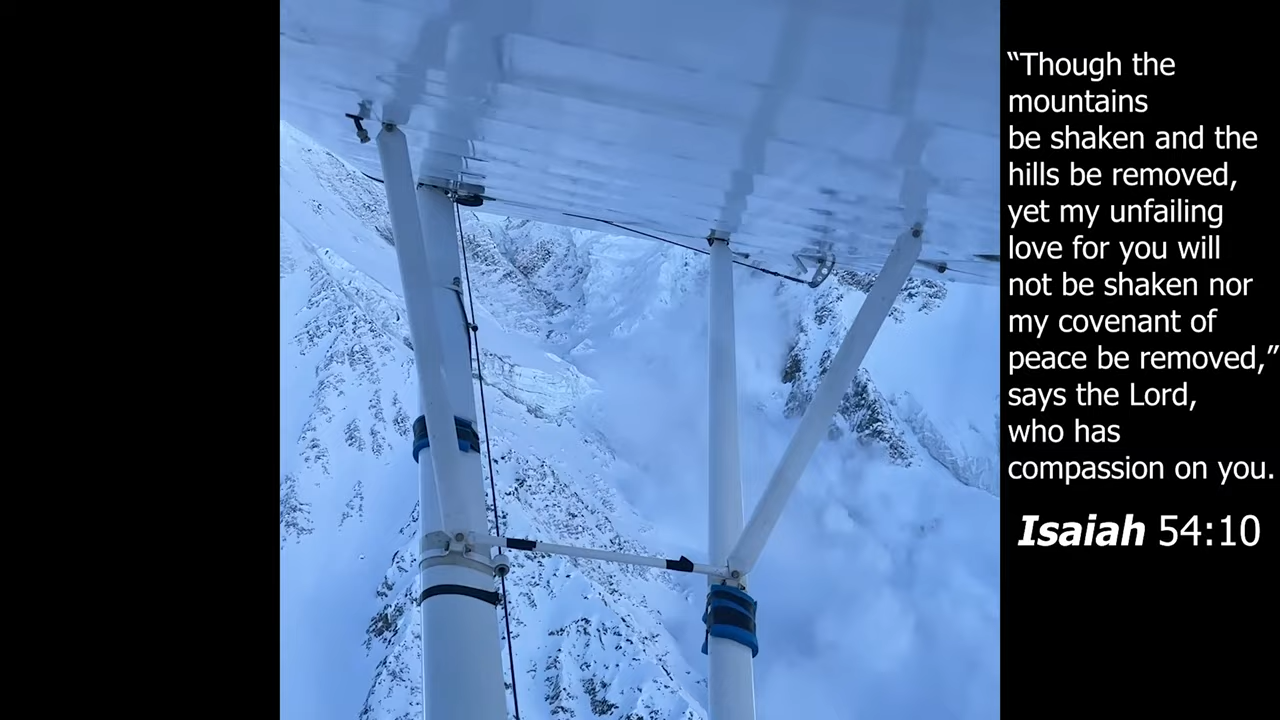 “Though the
mountains
be shaken and the
hills be removed,
yet my unfailing
love for you will
not be shaken nor
my covenant of
peace be removed,”
says the Lord,
who has
compassion on you.
Isaiah 54:10